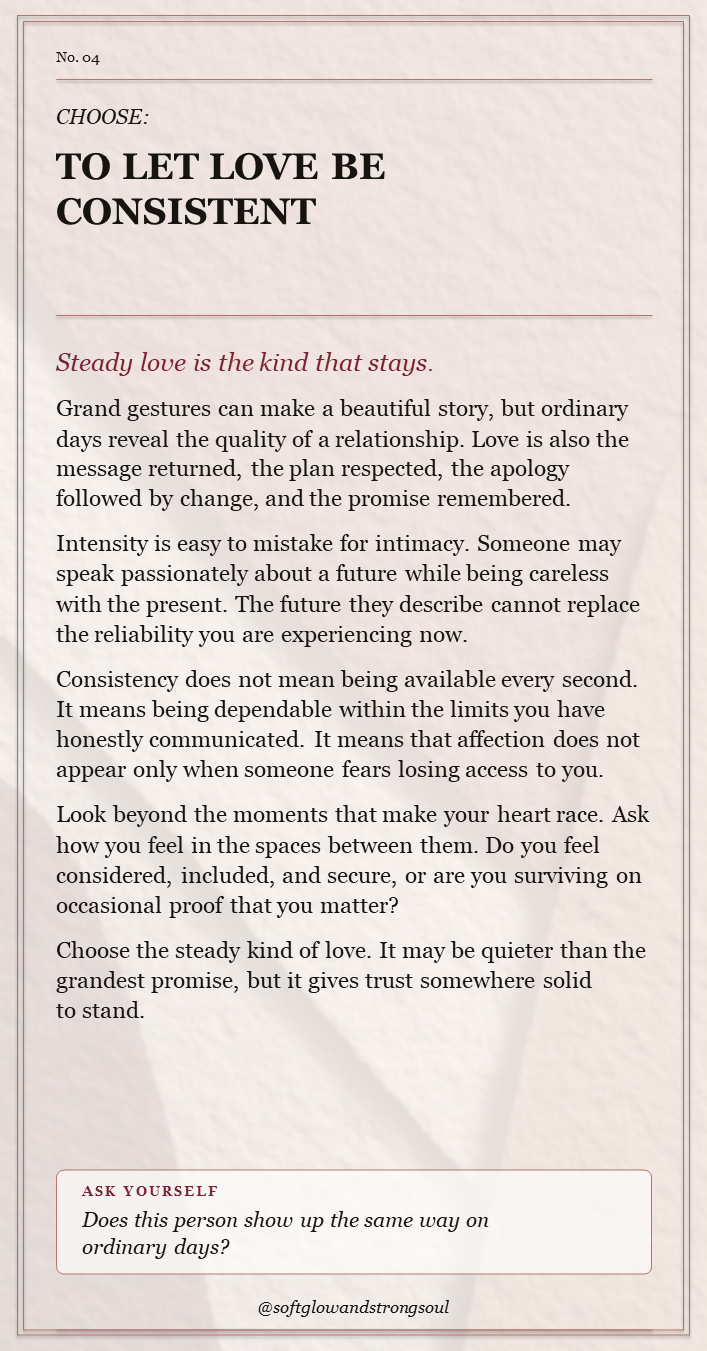 No. 04
CHOOSE:
TO LET LOVE BE
CONSISTENT
Steady love is the kind that stays.
Grand gestures can make a beautiful story, but ordinary
days reveal the quality of a relationship. Love is also the
message returned, the plan respected, the apology
followed by change, and the promise remembered.
Intensity is easy to mistake for intimacy. Someone may
speak passionately about a future while being careless
with the present. The future they describe cannot replace
the reliability you are experiencing now.
Consistency does not mean being available every second.
It means being dependable within the limits you have
honestly communicated. It means that affection does not
appear only when someone fears losing access to you.
Look beyond the moments that make your heart race. Ask
how you feel in the spaces between them. Do you feel
considered, included, and secure, or are you surviving on
occasional proof that you matter?
Choose the steady kind of love. It may be quieter than the
grandest promise, but it gives trust somewhere solid
to stand.
ASK YOURSELF
Does this person show up the same way on
ordinary days?
@softglowandstrongsoul